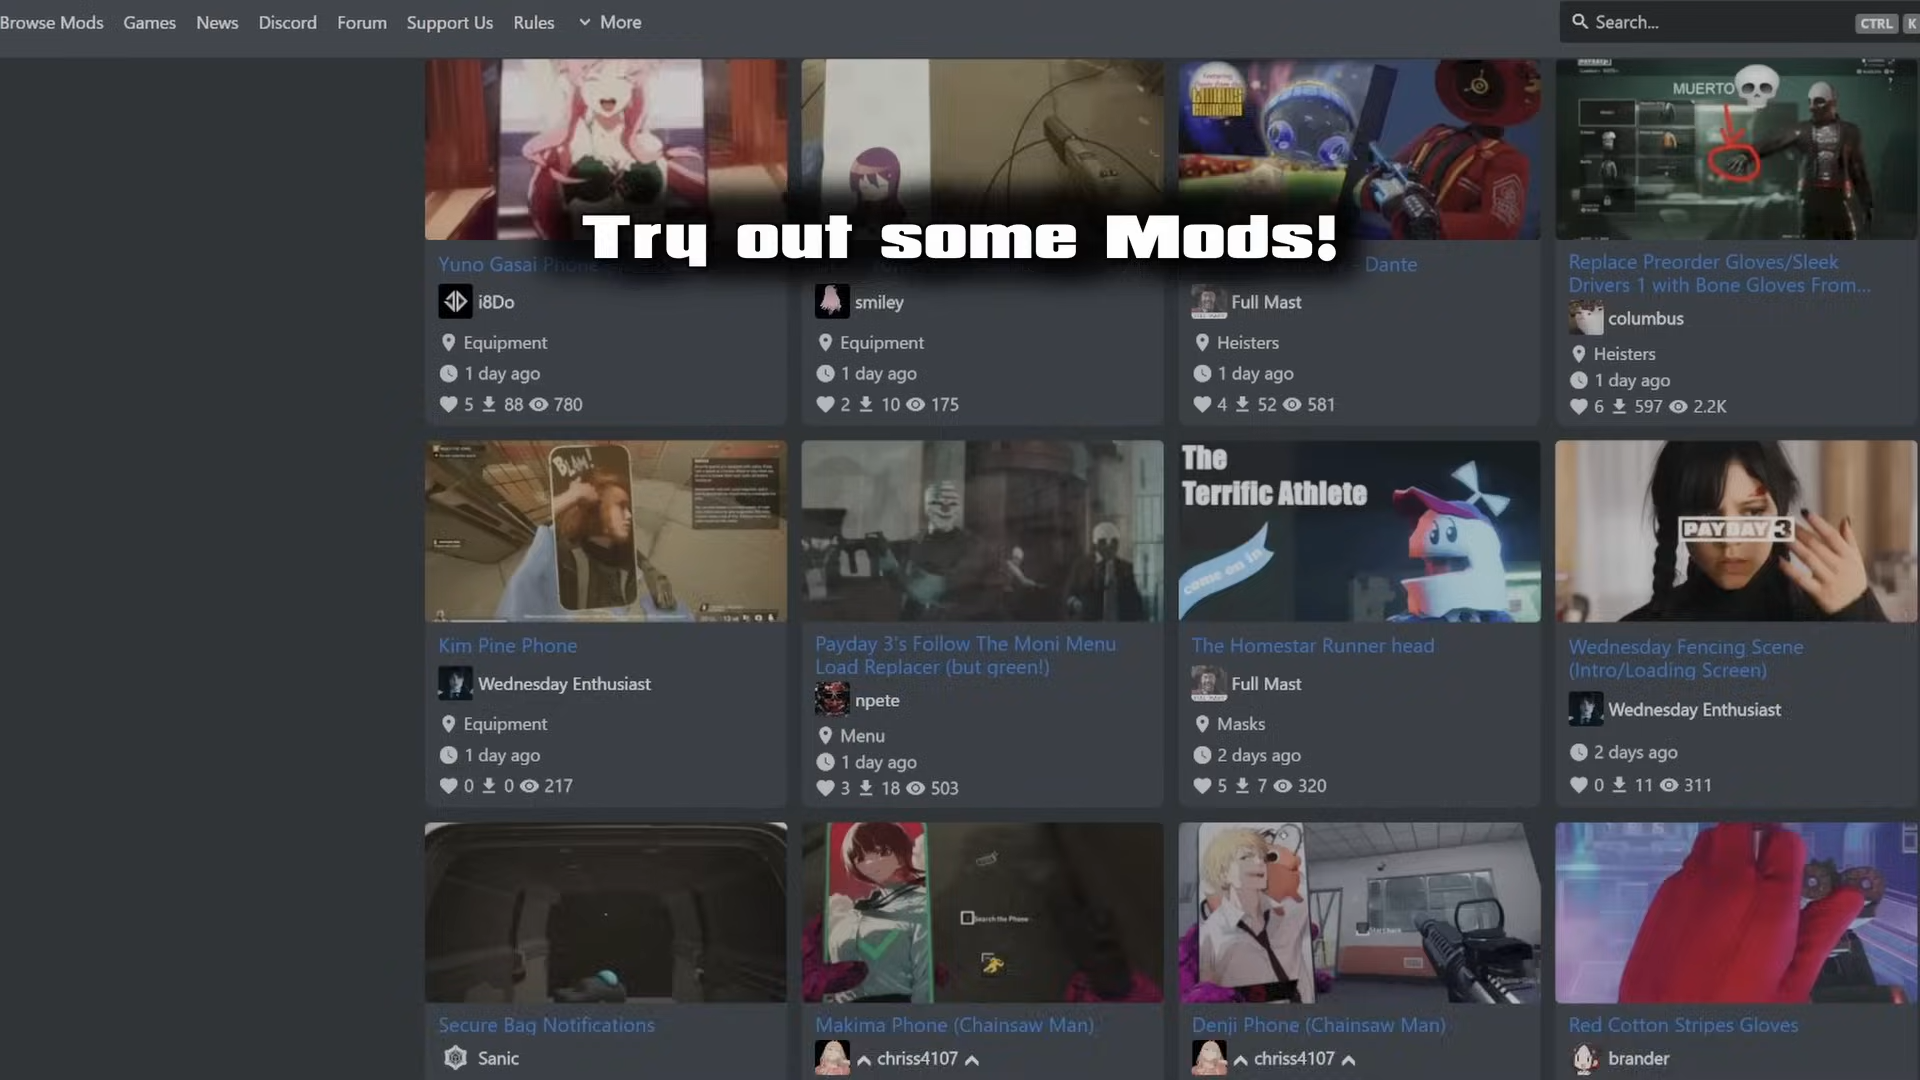 Browse Mods Games News Discord Forum Support Us Rules More
Search... CTRL K
MUERTO
Try out some Mods!
Yuno Gasai Phone
Dante
Replace Preorder Gloves/Sleek
Drivers 1 with Bone Gloves From...
i8Do
smiley
Full Mast
columbus
Equipment
Equipment
Heisters
Heisters
1 day ago
1 day ago
1 day ago
1 day ago
5 88 780
2 10 175
4 52 581
6 597 2.2K
BLAM!
The
Terrific Athlete
come on in
PAYDAY 3
Kim Pine Phone
Payday 3's Follow The Moni Menu
Load Replacer (but green!)
The Homestar Runner head
Wednesday Fencing Scene
(Intro/Loading Screen)
Wednesday Enthusiast
npete
Full Mast
Wednesday Enthusiast
Equipment
Menu
Masks
1 day ago
1 day ago
2 days ago
2 days ago
0 0 217
3 18 503
5 7 320
0 11 311
Search the Phone
Secure Bag Notifications
Makima Phone (Chainsaw Man)
Denji Phone (Chainsaw Man)
Red Cotton Stripes Gloves
Sanic
chriss4107
chriss4107
brander